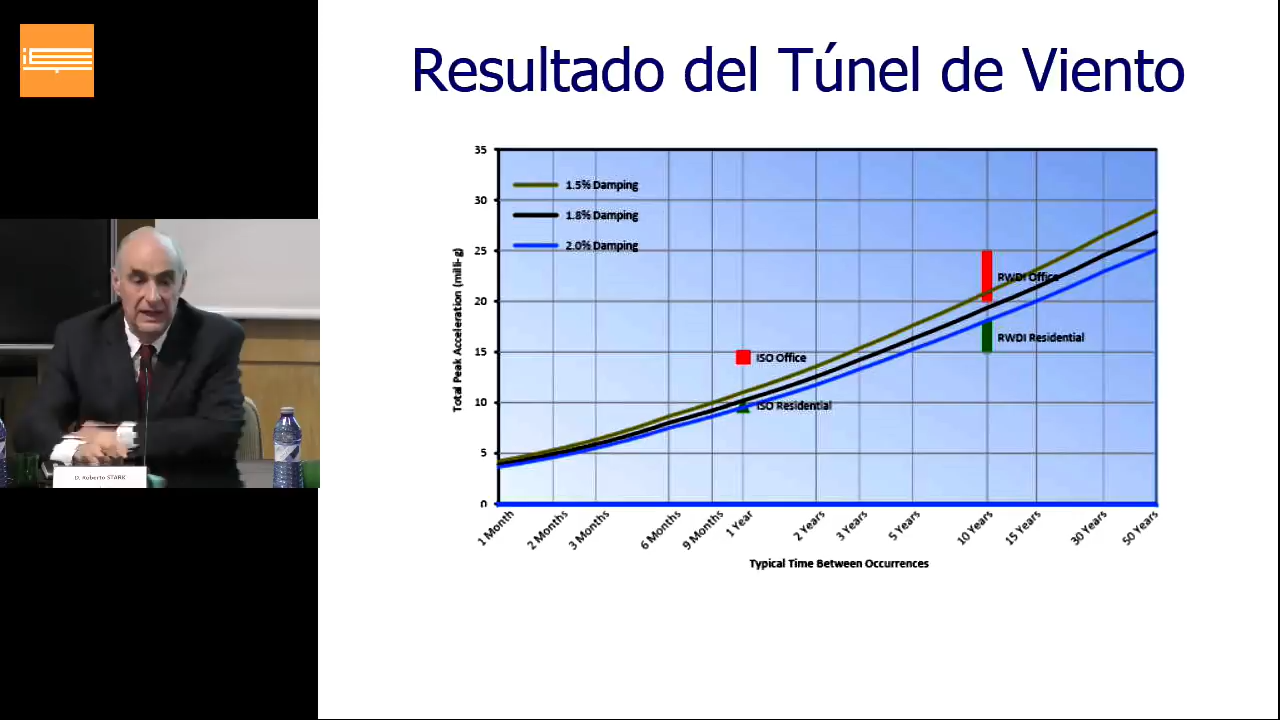 Resultado del Túnel de Viento
35
30
25
20
15
10
5
0
1.5% Damping
1.8% Damping
2.0% Damping
Total Peak Acceleration (milli-g)
RWDI Office
RWDI Residential
ISO Office
ISO Residential
1 Month
2 Months
3 Months
6 Months
9 Months
1 Year
2 Years
3 Years
5 Years
10 Years
15 Years
30 Years
50 Years
Typical Time Between Occurrences
D. Roberto STARK